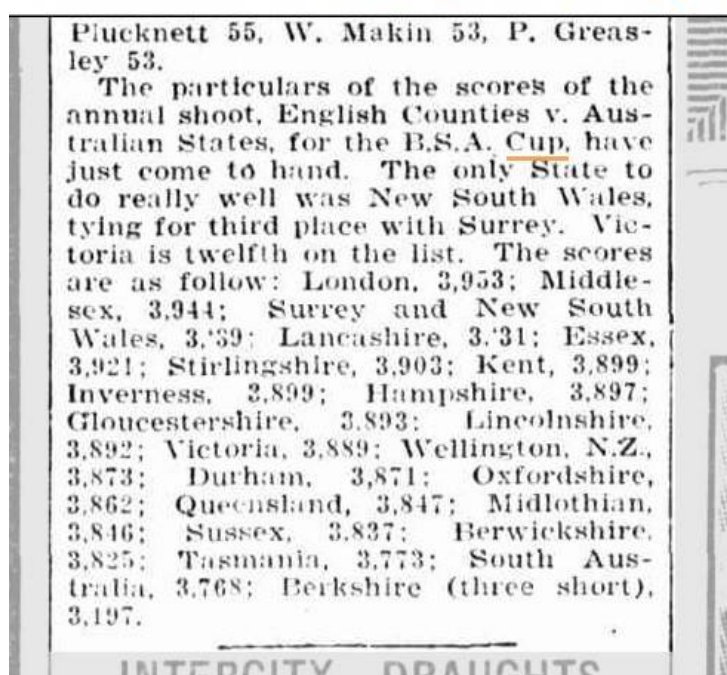 Plucknett 55, W. Makin 53, P. Greas-
ley 53.
The particulars of the scores of the
annual shoot, English Counties v. Aus-
tralian States, for the B.S.A. Cup, have
just come to hand. The only State to
do really well was New South Wales,
tying for third place with Surrey. Vic-
toria is twelfth on the list. The scores
are as follow: London, 3,953; Middle-
sex, 3,944; Surrey and New South
Wales, 3,'39; Lancashire, 3,'31; Essex,
3,921; Stirlingshire, 3,903; Kent, 3,899;
Inverness, 3,899; Hampshire, 3,897;
Gloucestershire, 3.893; Lincolnshire,
3,892; Victoria, 3,889; Wellington, N.Z.,
3,873; Durham, 3,871; Oxfordshire,
3,862; Queensland, 3,847; Midlothian,
3,846; Sussex, 3.837; Berwickshire,
3,825; Tasmania, 3,773; South Aus-
tralia, 3.768; Berkshire (three short),
3,197.
INTERCITY DRAUGHTS